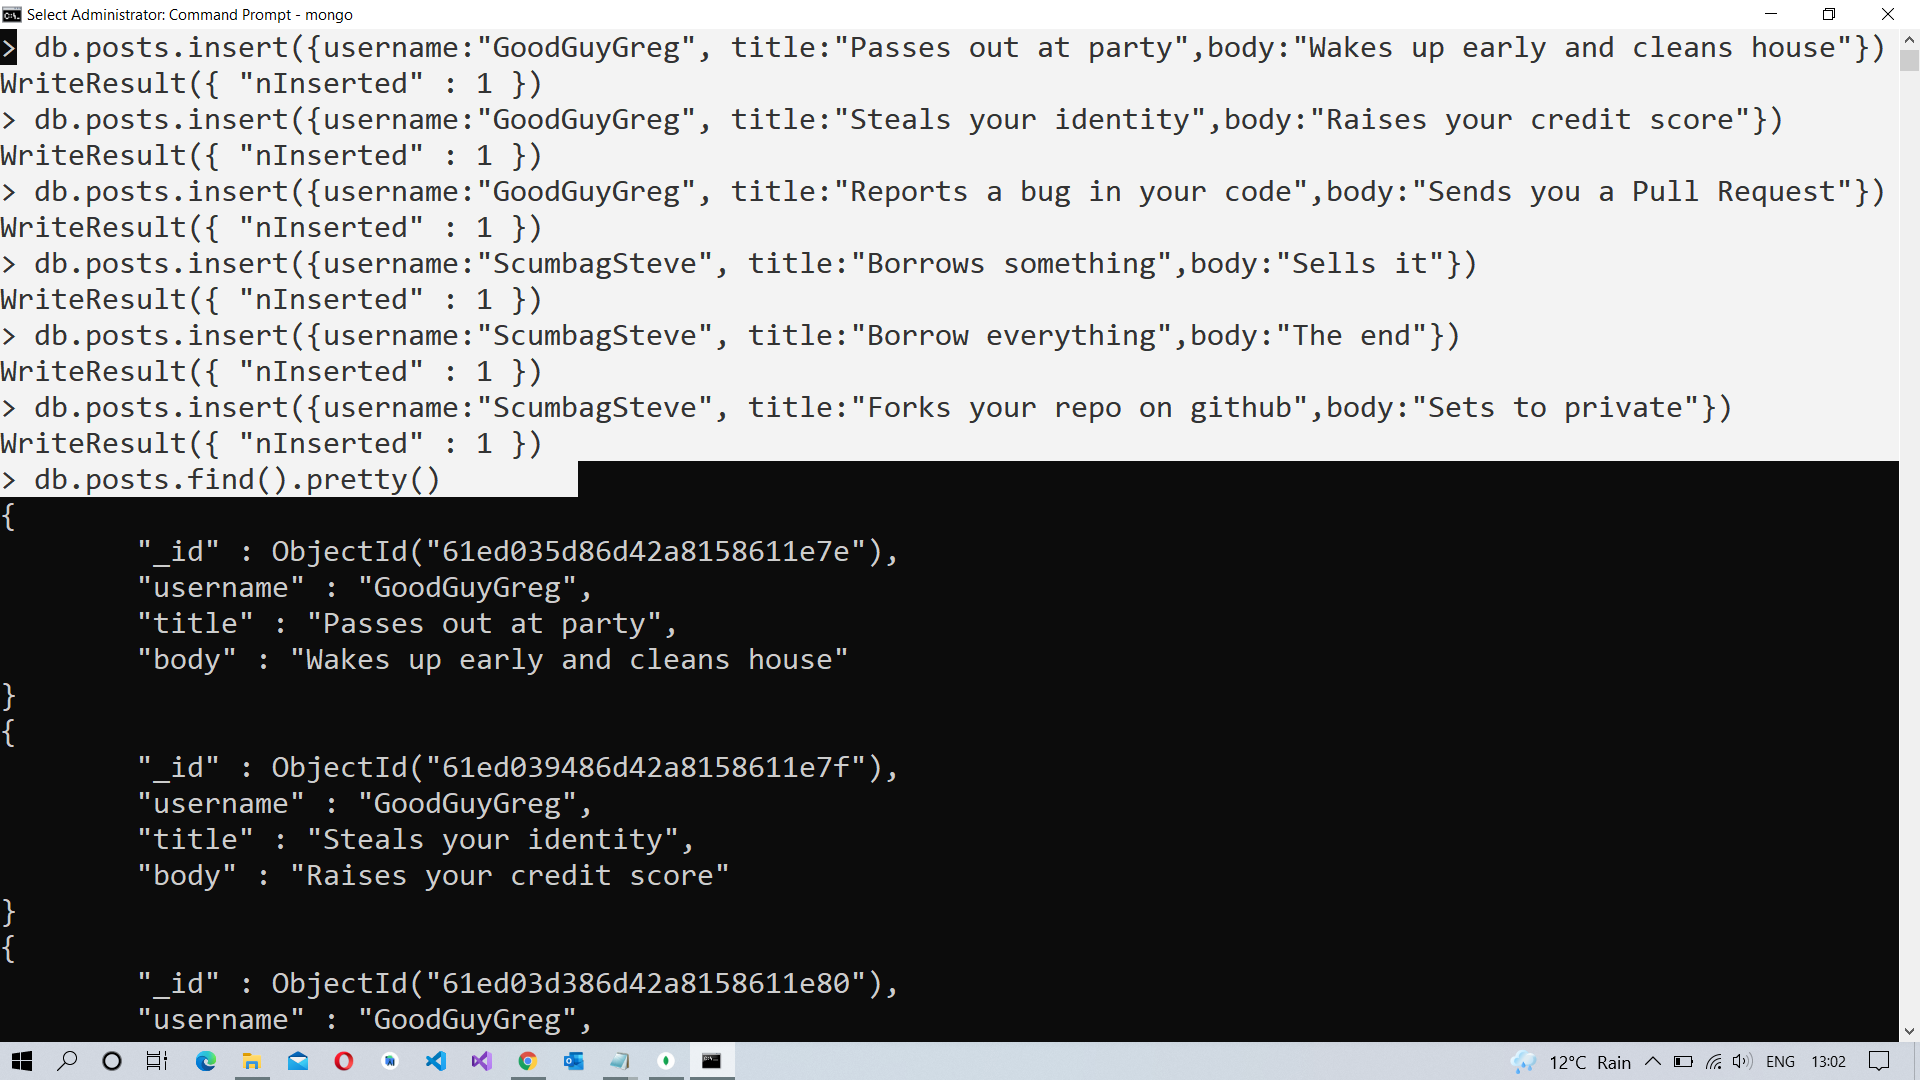 Select Administrator: Command Prompt - mongo
> db.posts.insert({username:"GoodGuyGreg", title:"Passes out at party",body:"Wakes up early and cleans house"})
WriteResult({ "nInserted" : 1 })
> db.posts.insert({username:"GoodGuyGreg", title:"Steals your identity",body:"Raises your credit score"})
WriteResult({ "nInserted" : 1 })
> db.posts.insert({username:"GoodGuyGreg", title:"Reports a bug in your code",body:"Sends you a Pull Request"})
WriteResult({ "nInserted" : 1 })
> db.posts.insert({username:"ScumbagSteve", title:"Borrows something",body:"Sells it"})
WriteResult({ "nInserted" : 1 })
> db.posts.insert({username:"ScumbagSteve", title:"Borrow everything",body:"The end"})
WriteResult({ "nInserted" : 1 })
> db.posts.insert({username:"ScumbagSteve", title:"Forks your repo on github",body:"Sets to private"})
WriteResult({ "nInserted" : 1 })
> db.posts.find().pretty()
{
"_id" : ObjectId("61ed035d86d42a8158611e7e"),
"username" : "GoodGuyGreg",
"title" : "Passes out at party",
"body" : "Wakes up early and cleans house"
}
{
"_id" : ObjectId("61ed039486d42a8158611e7f"),
"username" : "GoodGuyGreg",
"title" : "Steals your identity",
"body" : "Raises your credit score"
}
{
"_id" : ObjectId("61ed03d386d42a8158611e80"),
"username" : "GoodGuyGreg",
12°C Rain ENG 13:02